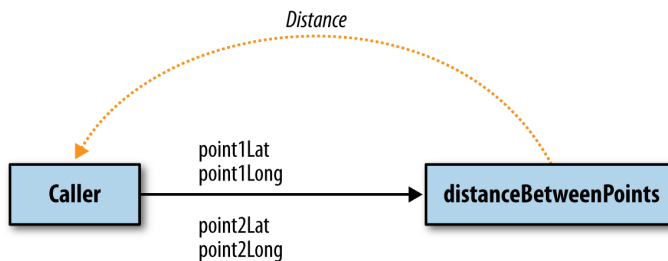 Distance
point1Lat
point1Long
Caller
distanceBetweenPoints
point2Lat
point2Long